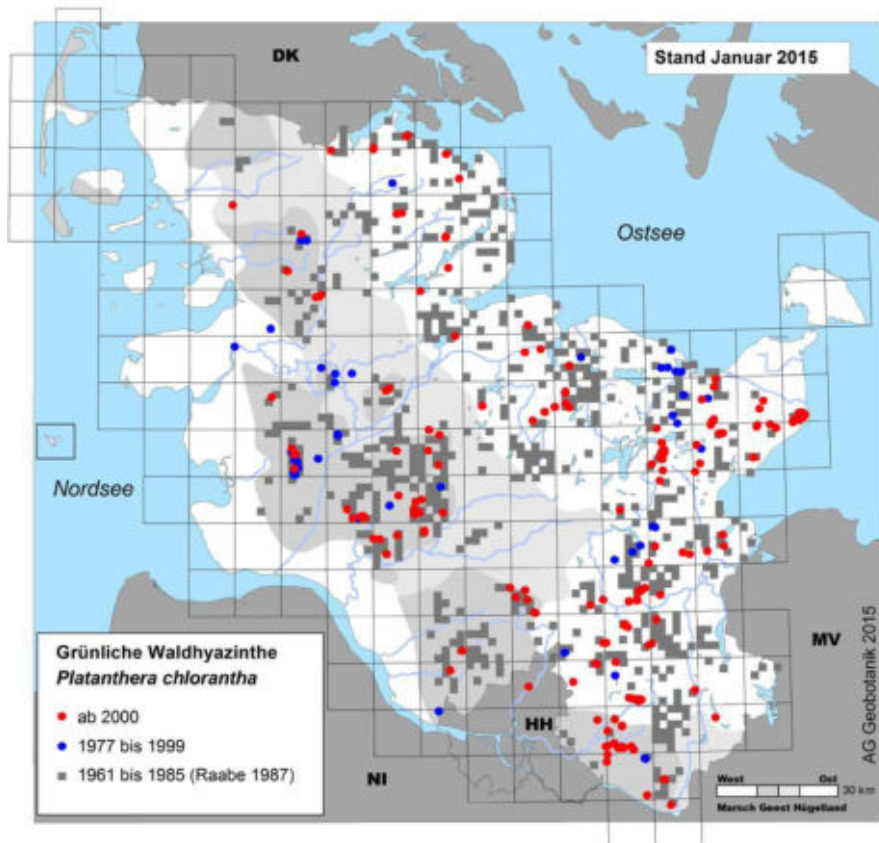 DK
Stand Januar 2015
Ostsee
Nordsee
Grünliche Waldhyazinthe
Platanthera chlorantha
ab 2000
1977 bis 1999
1961 bis 1985 (Raabe 1987)
MV
HH
NI
West Ost
30 km
Marsch Geest Hügelland
AG Geobotanik 2015